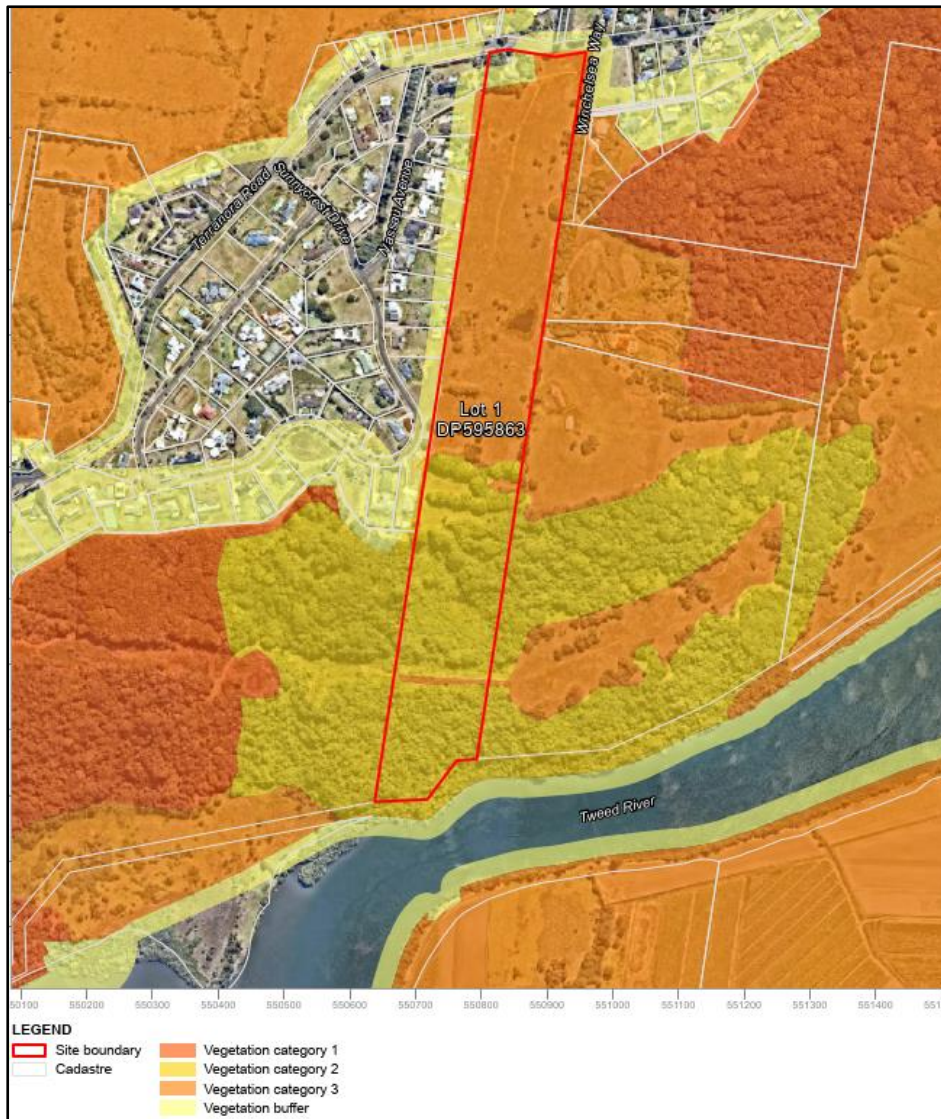 Winchelsea Way
Terranora Road
Sunnycrest Drive
Nassau Avenue
Lot 1
DP595863
Tweed River
550100 550200 550300 550400 550500 550600 550700 550800 550900 551000 551100 551200 551300 551400
LEGEND
Site boundary
Cadastre
Vegetation category 1
Vegetation category 2
Vegetation category 3
Vegetation buffer